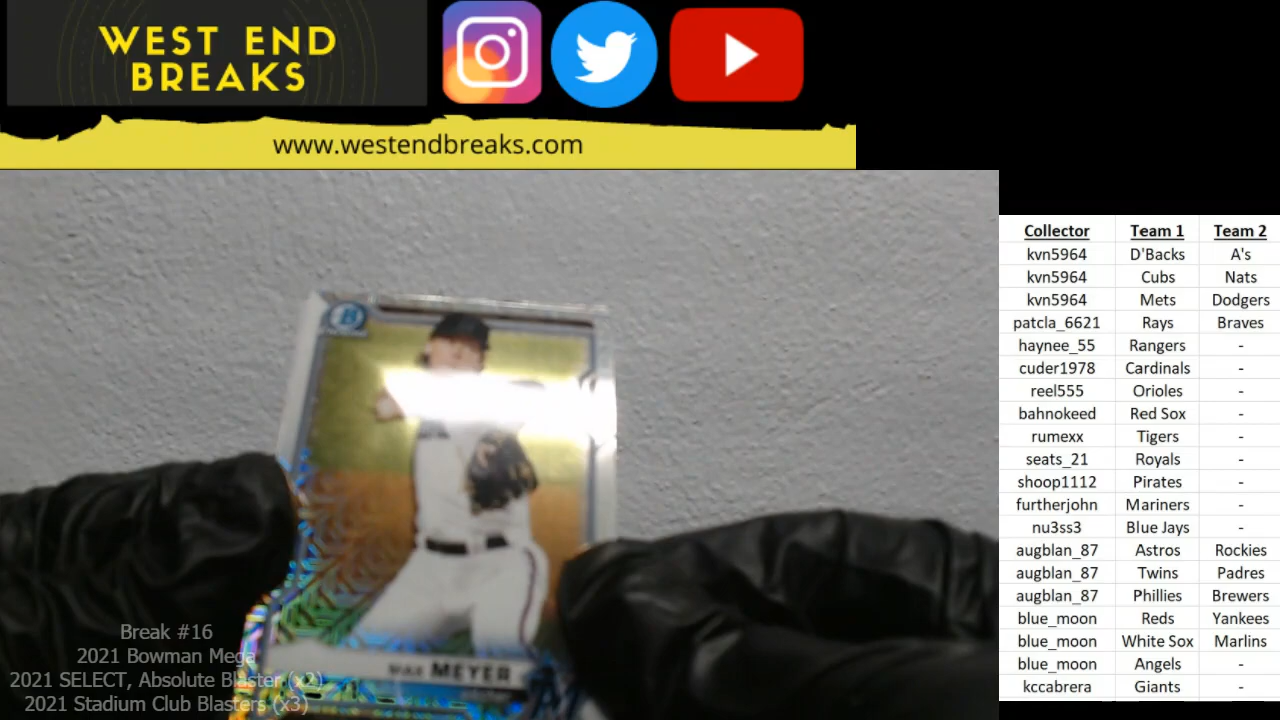 WEST END
BREAKS
www.westendbreaks.com
Collector Team 1 Team 2
kvn5964 D'Backs A's
kvn5964 Cubs Nats
kvn5964 Mets Dodgers
patcla_6621 Rays Braves
haynee_55 Rangers -
cuder1978 Cardinals -
reel555 Orioles -
bahnokeed Red Sox -
rumexx Tigers -
seats_21 Royals -
shoop1112 Pirates -
furtherjohn Mariners -
nu3ss3 Blue Jays -
augblan_87 Astros Rockies
augblan_87 Twins Padres
augblan_87 Phillies Brewers
blue_moon Reds Yankees
blue_moon White Sox Marlins
blue_moon Angels -
kccabrera Giants -
B
MAX MEYER
Break #16
2021 Bowman Mega
2021 SELECT, Absolute Blaster (x2)
2021 Stadium Club Blasters (x3)